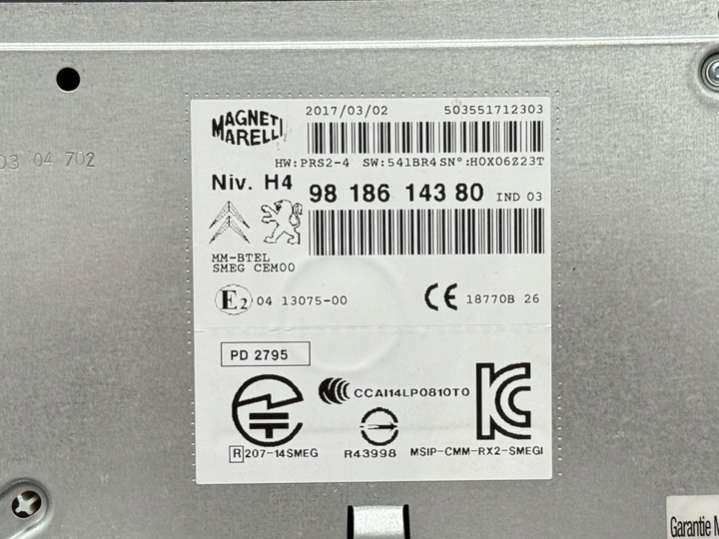 MAGNETI
MARELLI
2017/03/02 503551712303
HW:PRS2-4 SW:541BR4 SN°:H0X06Z23T
Niv. H4
98 186 143 80 IND 03
MM-BTEL
SMEG CEM00
E2 04 13075-00
CE 18770B 26
PD 2795
CCAI14LP0810T0
R 207-14SMEG
R43998
MSIP-CMM-RX2-SMEGI
03 04 702
Garantie